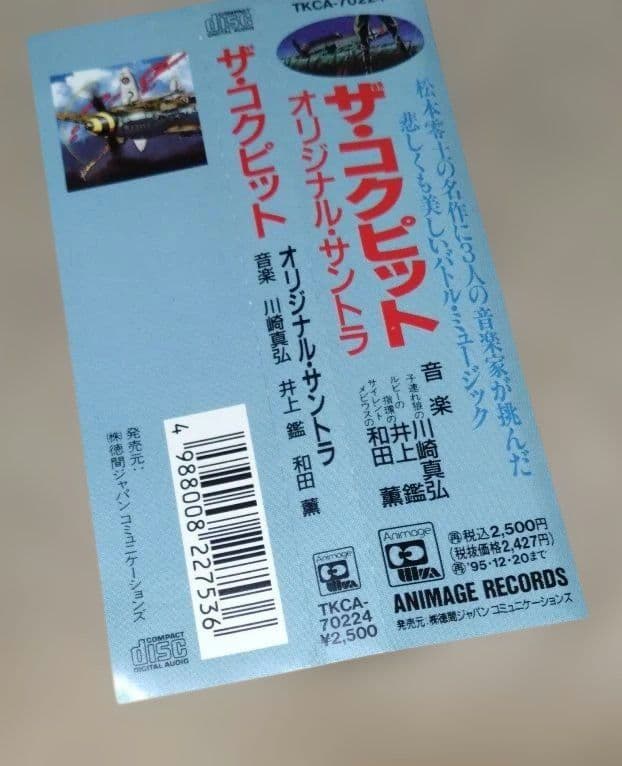 TKCA-70224
松本零士の名作に3人の音楽家が挑んだ
悲しくも美しいバトル・ミュージック
ザ・コクピット
オリジナル・サントラ
音楽
子連れ狼の川崎真弘
ルビーの指環の井上 鑑
サイレントメビウスの和田 薫
Animage
再税込2,500円
(税抜価格2,427円)
再'95・12・20まで
ANIMAGE RECORDS
発売元:㈱徳間ジャパン コミュニケーションズ
COMPACT
disc
ザ・コクピット
オリジナル・サントラ
音楽 川崎真弘 井上 鑑 和田 薫
Animage
TKCA-
70224
¥2,500
4 988008 227536
発売元:
㈱徳間ジャパン コミュニケーションズ
COMPACT
disc
DIGITAL AUDIO